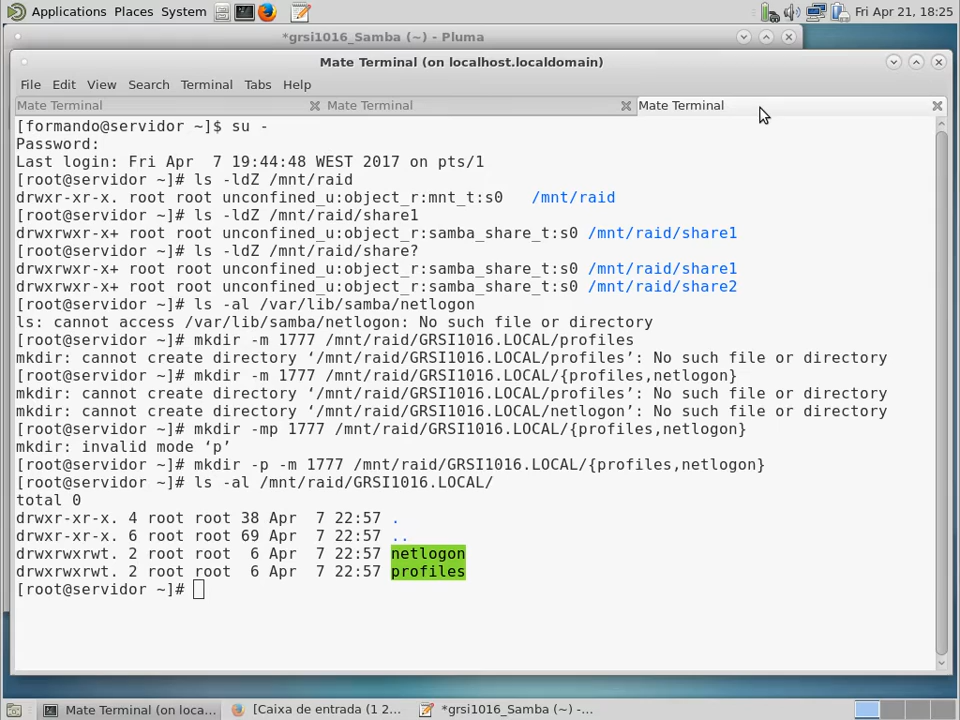 Applications Places System
Fri Apr 21, 18:25
*grsi1016_Samba (~) - Pluma
Mate Terminal (on localhost.localdomain)
File Edit View Search Terminal Tabs Help
Mate Terminal Mate Terminal Mate Terminal
[formando@servidor ~]$ su -
Password:
Last login: Fri Apr  7 19:44:48 WEST 2017 on pts/1
[root@servidor ~]# ls -ldZ /mnt/raid
drwxr-xr-x. root root unconfined_u:object_r:mnt_t:s0   /mnt/raid
[root@servidor ~]# ls -ldZ /mnt/raid/share1
drwxrwxr-x+ root root unconfined_u:object_r:samba_share_t:s0 /mnt/raid/share1
[root@servidor ~]# ls -ldZ /mnt/raid/share?
drwxrwxr-x+ root root unconfined_u:object_r:samba_share_t:s0 /mnt/raid/share1
drwxrwxr-x+ root root unconfined_u:object_r:samba_share_t:s0 /mnt/raid/share2
[root@servidor ~]# ls -al /var/lib/samba/netlogon
ls: cannot access /var/lib/samba/netlogon: No such file or directory
[root@servidor ~]# mkdir -m 1777 /mnt/raid/GRSI1016.LOCAL/profiles
mkdir: cannot create directory ‘/mnt/raid/GRSI1016.LOCAL/profiles’: No such file or directory
[root@servidor ~]# mkdir -m 1777 /mnt/raid/GRSI1016.LOCAL/{profiles,netlogon}
mkdir: cannot create directory ‘/mnt/raid/GRSI1016.LOCAL/profiles’: No such file or directory
mkdir: cannot create directory ‘/mnt/raid/GRSI1016.LOCAL/netlogon’: No such file or directory
[root@servidor ~]# mkdir -mp 1777 /mnt/raid/GRSI1016.LOCAL/{profiles,netlogon}
mkdir: invalid mode ‘p’
[root@servidor ~]# mkdir -p -m 1777 /mnt/raid/GRSI1016.LOCAL/{profiles,netlogon}
[root@servidor ~]# ls -al /mnt/raid/GRSI1016.LOCAL/
total 0
drwxr-xr-x. 4 root root 38 Apr  7 22:57 .
drwxr-xr-x. 6 root root 69 Apr  7 22:57 ..
drwxrwxrwt. 2 root root  6 Apr  7 22:57 netlogon
drwxrwxrwt. 2 root root  6 Apr  7 22:57 profiles
[root@servidor ~]#
Mate Terminal (on loca... [Caixa de entrada (1 2... *grsi1016_Samba (~) -...